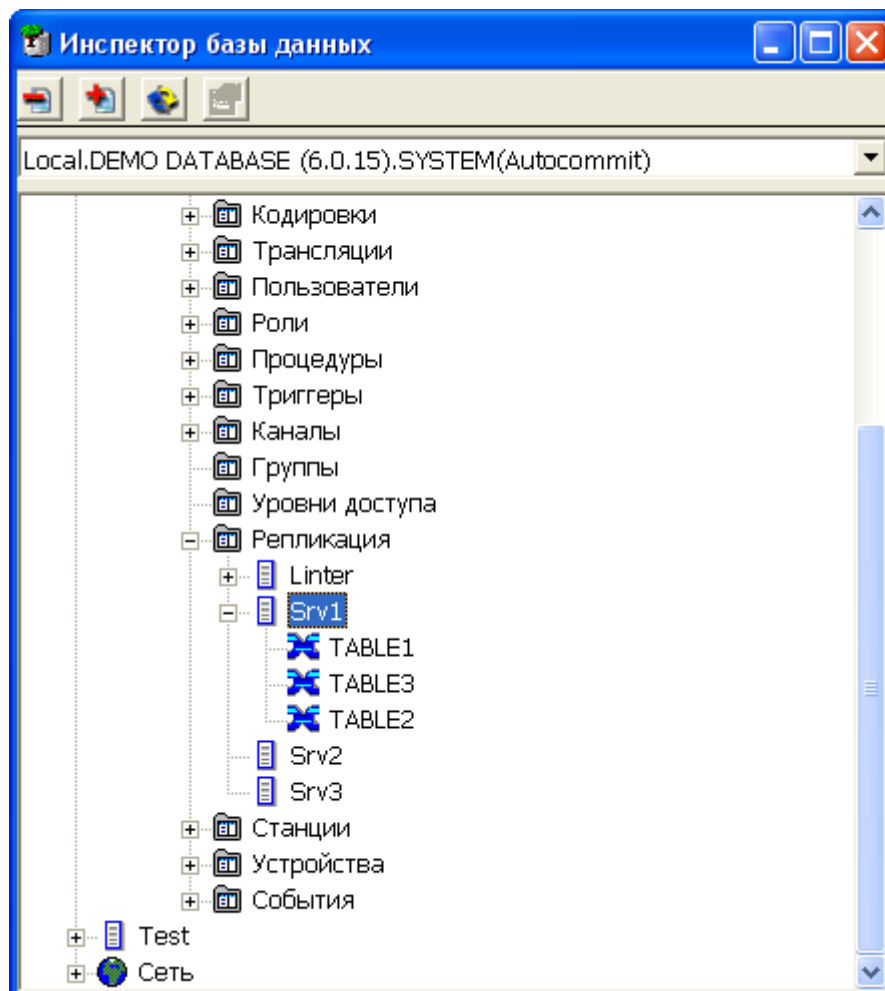 Инспектор базы данных
Local.DEMO DATABASE (6.0.15).SYSTEM(Autocommit)
Кодировки
Трансляции
Пользователи
Роли
Процедуры
Триггеры
Каналы
Группы
Уровни доступа
Репликация
Linter
Srv1
TABLE1
TABLE3
TABLE2
Srv2
Srv3
Станции
Устройства
События
Test
Сеть